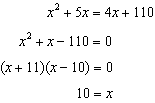 x² + 5x = 4x + 110
x² + x − 110 = 0
(x + 11)(x − 10) = 0
10 = x